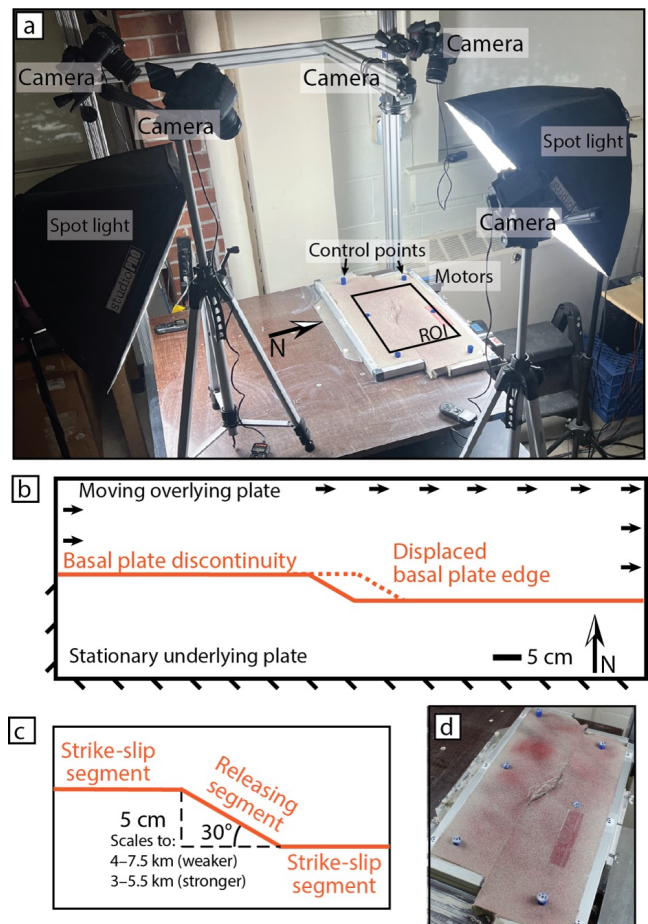 a
Camera
Camera
Camera
Camera
Spot light
Spot light
Camera
studioPRO
Control points
Motors
ROI
N
b
Moving overlying plate
Basal plate discontinuity
Displaced
basal plate edge
Stationary underlying plate
5 cm
N
c
Strike-slip
segment
Releasing
segment
5 cm
30°
Scales to:
4–7.5 km (weaker)
3–5.5 km (stronger)
Strike-slip
segment
d